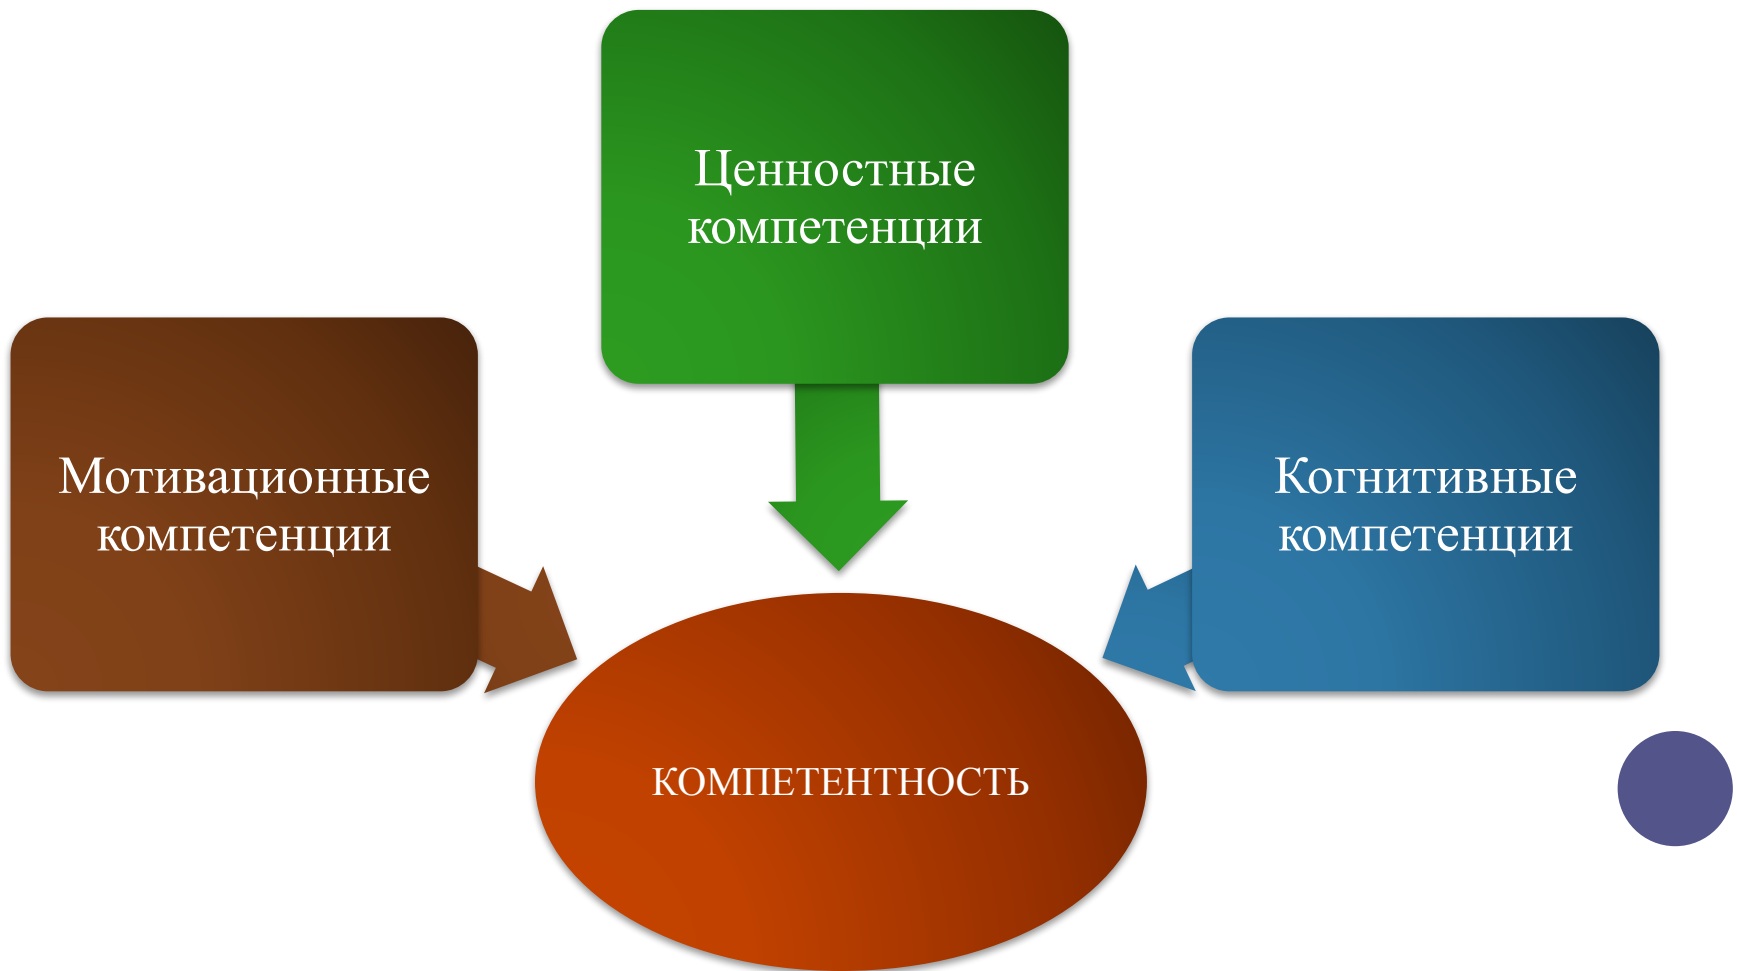 Ценностные
компетенции
Мотивационные
компетенции
Когнитивные
компетенции
КОМПЕТЕНТНОСТЬ